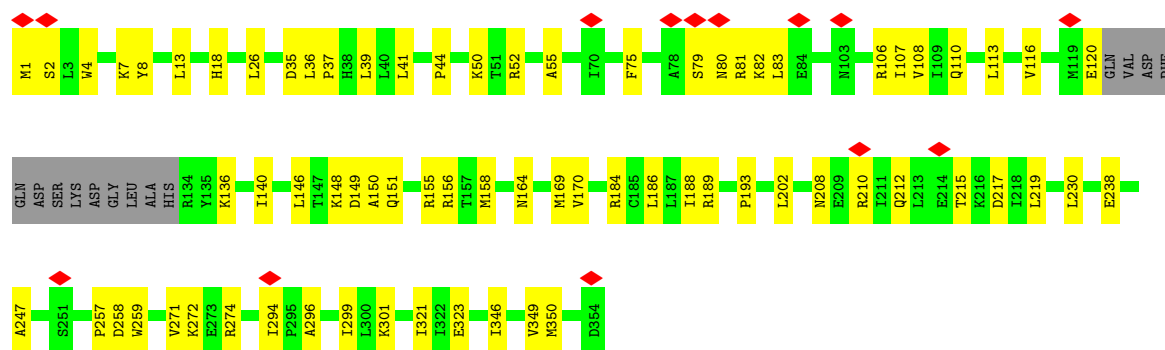 M1 S2 L3 W4 K7 Y8 L13 H18 L26 D35 L36 P37 H38 L39 L40 L41 P44 K50 T51 R52 A55 I70 F75 A78 S79 N80 R81 K82 L83 E84 N103 R106 I107 V108 I109 Q110 L113 V116 M119 E120 GLN VAL ASP
GLN ASP SER LYS ASP GLY LEU ALA HIS R134 Y135 K136 I140 L146 T147 K148 D149 A150 Q151 R155 R156 T157 M158 N164 M169 V170 R184 C185 L186 L187 I188 R189 P193 L202 N208 E209 R210 I211 Q212 L213 E214 T215 K216 D217 I218 L219 L230 E238
A247 S251 P257 D258 W259 V271 K272 E273 R274 I294 P295 A296 I299 L300 K301 I321 I322 E323 I346 V349 M350 D354